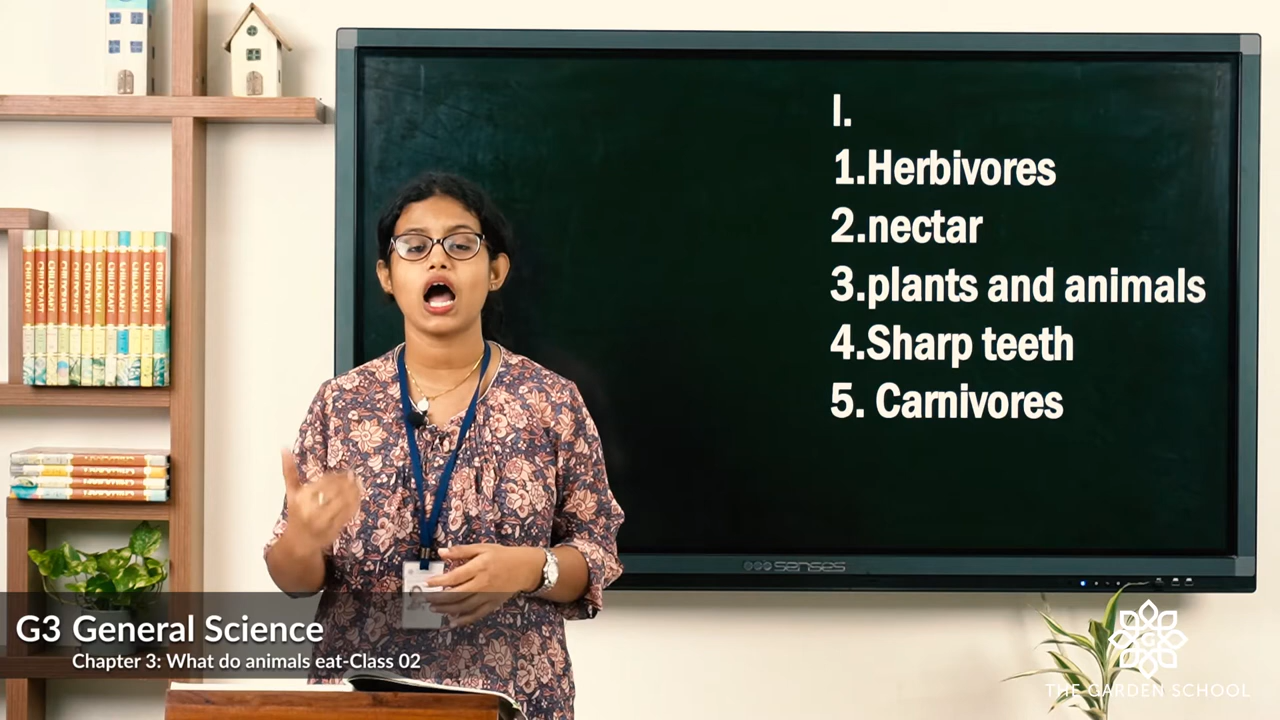 I.
1.Herbivores
2.nectar
3.plants and animals
4.Sharp teeth
5. Carnivores
senses
G3 General Science
Chapter 3: What do animals eat-Class 02
G
THE GARDEN SCHOOL
CHILDCRAFT